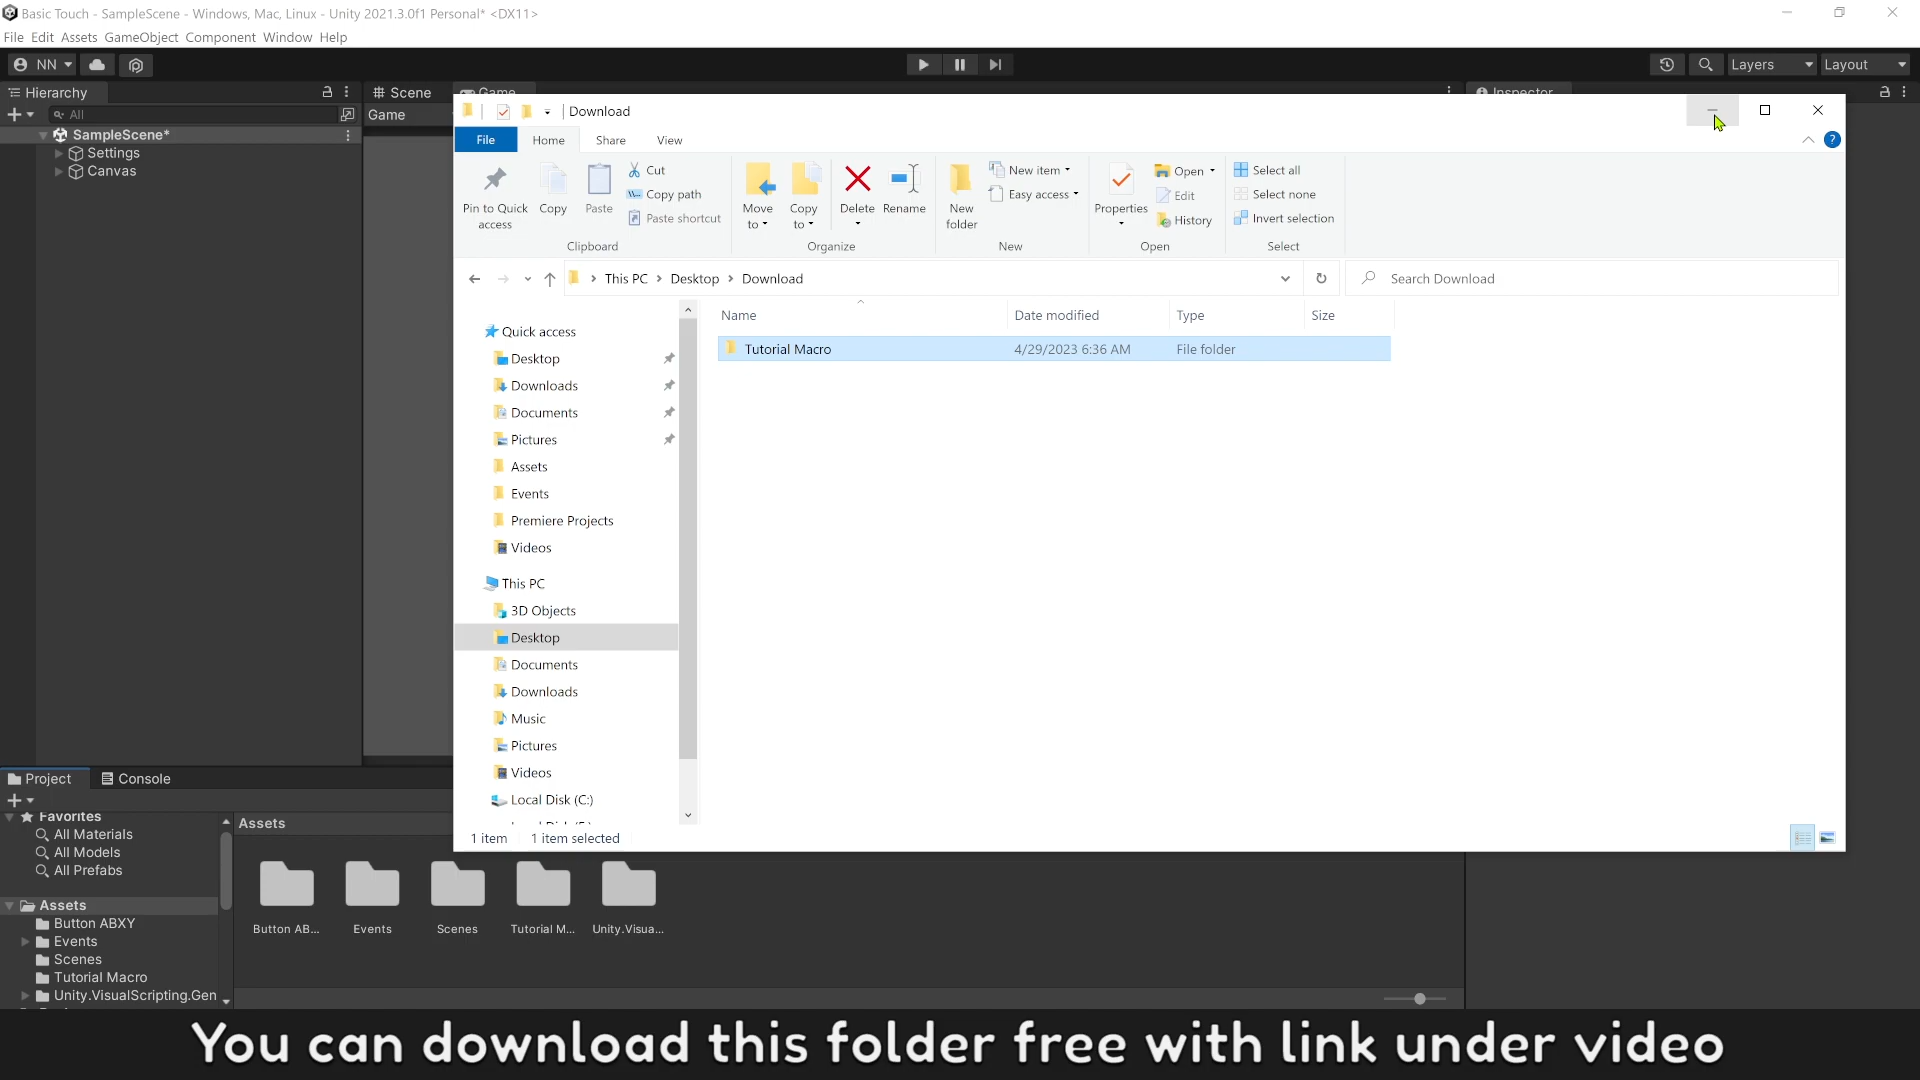 Basic Touch - SampleScene - Windows, Mac, Linux - Unity 2021.3.0f1 Personal* <DX11>
File Edit Assets GameObject Component Window Help
NN
Layers
Layout
Hierarchy
All
SampleScene*
Settings
Canvas
Scene
Game
Game
Inspector
Download
File
Home
Share
View
Pin to Quick access
Copy
Paste
Cut
Copy path
Paste shortcut
Clipboard
Move to
Copy to
Delete
Rename
Organize
New folder
New item
Easy access
New
Properties
Open
Edit
History
Open
Select all
Select none
Invert selection
Select
This PC
Desktop
Download
Search Download
Name
Date modified
Type
Size
Tutorial Macro
4/29/2023 6:36 AM
File folder
Quick access
Desktop
Downloads
Documents
Pictures
Assets
Events
Premiere Projects
Videos
This PC
3D Objects
Desktop
Documents
Downloads
Music
Pictures
Videos
Local Disk (C:)
1 item
1 item selected
Project
Console
Favorites
All Materials
All Models
All Prefabs
Assets
Button ABXY
Events
Scenes
Tutorial Macro
Unity.VisualScripting.Gen
Assets
Button AB...
Events
Scenes
Tutorial M...
Unity.Visua...
You can download this folder free with link under video